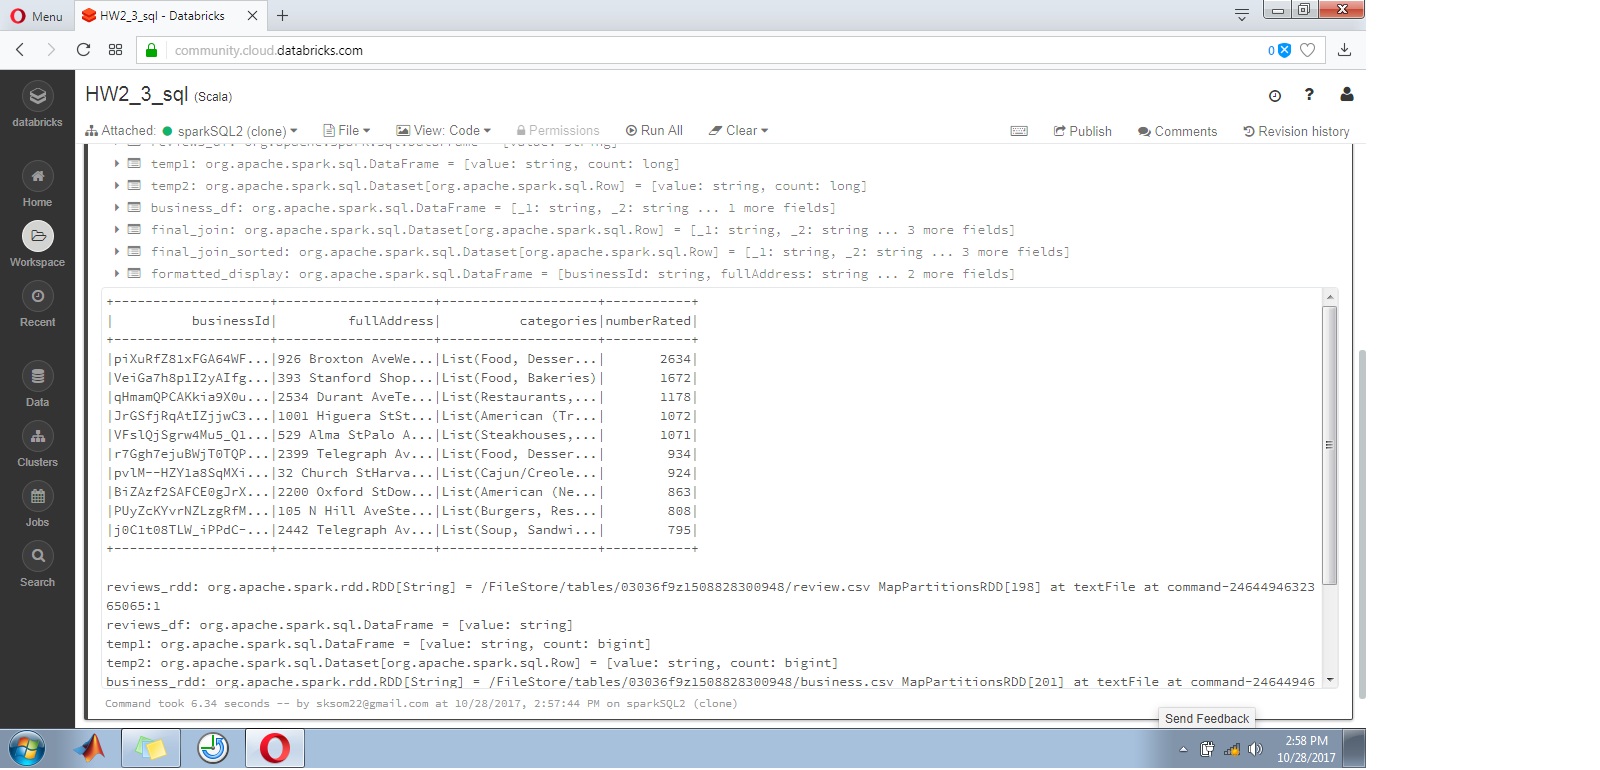 Menu
HW2_3_sql - Databricks
community.cloud.databricks.com
0
databricks
Home
Workspace
Recent
Data
Clusters
Jobs
Search
HW2_3_sql (Scala)
Attached: sparkSQL2 (clone) File View: Code Permissions Run All Clear Publish Comments Revision history
reviews_df: org.apache.spark.sql.DataFrame = [value: string]
temp1: org.apache.spark.sql.DataFrame = [value: string, count: long]
temp2: org.apache.spark.sql.Dataset[org.apache.spark.sql.Row] = [value: string, count: long]
business_df: org.apache.spark.sql.DataFrame = [_1: string, _2: string ... 1 more fields]
final_join: org.apache.spark.sql.Dataset[org.apache.spark.sql.Row] = [_1: string, _2: string ... 3 more fields]
final_join_sorted: org.apache.spark.sql.Dataset[org.apache.spark.sql.Row] = [_1: string, _2: string ... 3 more fields]
formatted_display: org.apache.spark.sql.DataFrame = [businessId: string, fullAddress: string ... 2 more fields]
+--------------------+--------------------+--------------------+-----------+
| businessId| fullAddress| categories|numberRated|
+--------------------+--------------------+--------------------+-----------+
|piXuRfZ81xFGA64WF...|926 Broxton AveWe...|List(Food, Desser...| 2634|
|VeiGa7h8p1I2yAIfg...|393 Stanford Shop...|List(Food, Bakeries)| 1672|
|qHmamQPCAKkia9X0u...|2534 Durant AveTe...|List(Restaurants,...| 1178|
|JrGSfjRqAtIZjjwC3...|1001 Higuera StSt...|List(American (Tr...| 1072|
|VFslQjSgrw4Mu5_Q1...|529 Alma StPalo A...|List(Steakhouses,...| 1071|
|r7Ggh7ejuBWjT0TQP...|2399 Telegraph Av...|List(Food, Desser...| 934|
|pvlM--HZY1a8SqMXi...|32 Church StHarva...|List(Cajun/Creole...| 924|
|BiZAzf2SAFCE0gJrX...|2200 Oxford StDow...|List(American (Ne...| 863|
|PUyZcKYvrNZLzgRfM...|105 N Hill AveSte...|List(Burgers, Res...| 808|
|j0C1t08TLW_iPPdC-...|2442 Telegraph Av...|List(Soup, Sandwi...| 795|
+--------------------+--------------------+--------------------+-----------+
reviews_rdd: org.apache.spark.rdd.RDD[String] = /FileStore/tables/03036f9z1508828300948/review.csv MapPartitionsRDD[198] at textFile at command-24644946323
65065:1
reviews_df: org.apache.spark.sql.DataFrame = [value: string]
temp1: org.apache.spark.sql.DataFrame = [value: string, count: bigint]
temp2: org.apache.spark.sql.Dataset[org.apache.spark.sql.Row] = [value: string, count: bigint]
business_rdd: org.apache.spark.rdd.RDD[String] = /FileStore/tables/03036f9z1508828300948/business.csv MapPartitionsRDD[201] at textFile at command-24644946
Command took 6.34 seconds -- by sksom22@gmail.com at 10/28/2017, 2:57:44 PM on sparkSQL2 (clone)
Send Feedback
2:58 PM
10/28/2017